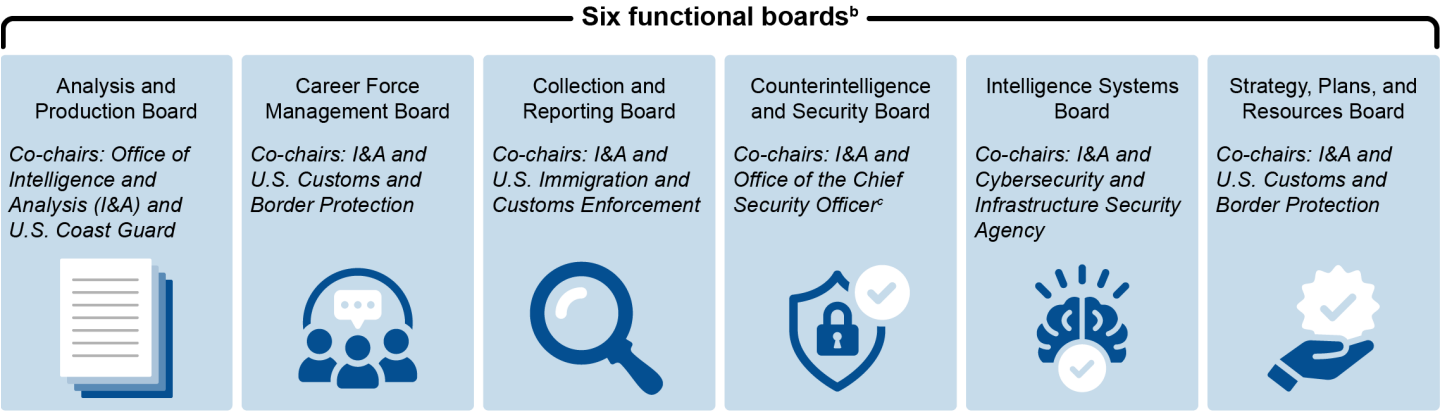 Six functional boardsᵇ
Analysis and
Production Board
Co-chairs: Office of
Intelligence and
Analysis (I&A) and
U.S. Coast Guard
Career Force
Management Board
Co-chairs: I&A and
U.S. Customs and
Border Protection
Collection and
Reporting Board
Co-chairs: I&A and
U.S. Immigration and
Customs Enforcement
Counterintelligence
and Security Board
Co-chairs: I&A and
Office of the Chief
Security Officerᶜ
Intelligence Systems
Board
Co-chairs: I&A and
Cybersecurity and
Infrastructure Security
Agency
Strategy, Plans, and
Resources Board
Co-chairs: I&A and
U.S. Customs and
Border Protection